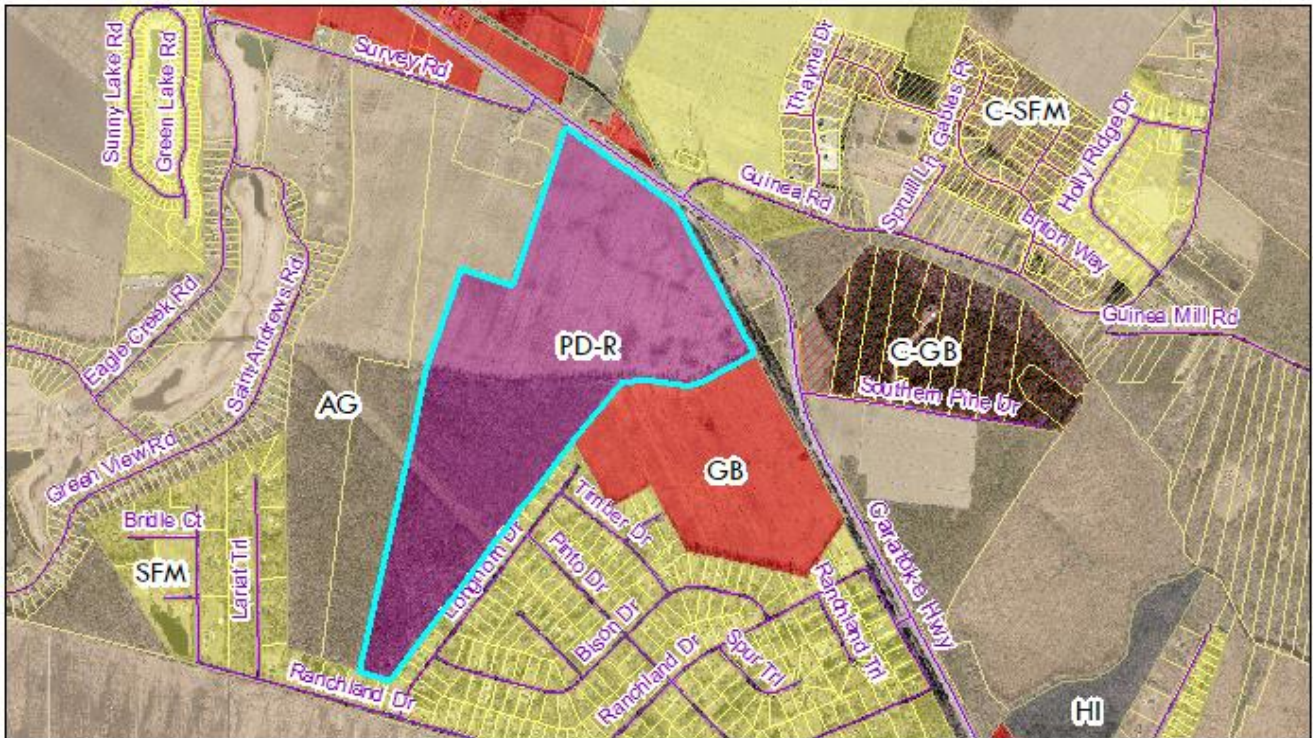 Sunny Lake Rd
Green Lake Rd
Survey Rd
Thayne Dr
Gables Pl
C-SFM
Holly Ridge Dr
Guinea Rd
Spruill Ln
Briton Way
Eagle Creek Rd
Saint Andrews Rd
PD-R
C-GB
Guinea Mill Rd
AG
Southern Pine Dr
Green View Rd
GB
Bridle Ct
Timber Dr
Longhorn Dr
Caratoke Hwy
SFM
Lariat Trl
Pinto Dr
Bison Dr
Ranchland Trl
Spur Trl
Ranchland Dr
Ranchland Dr
HI